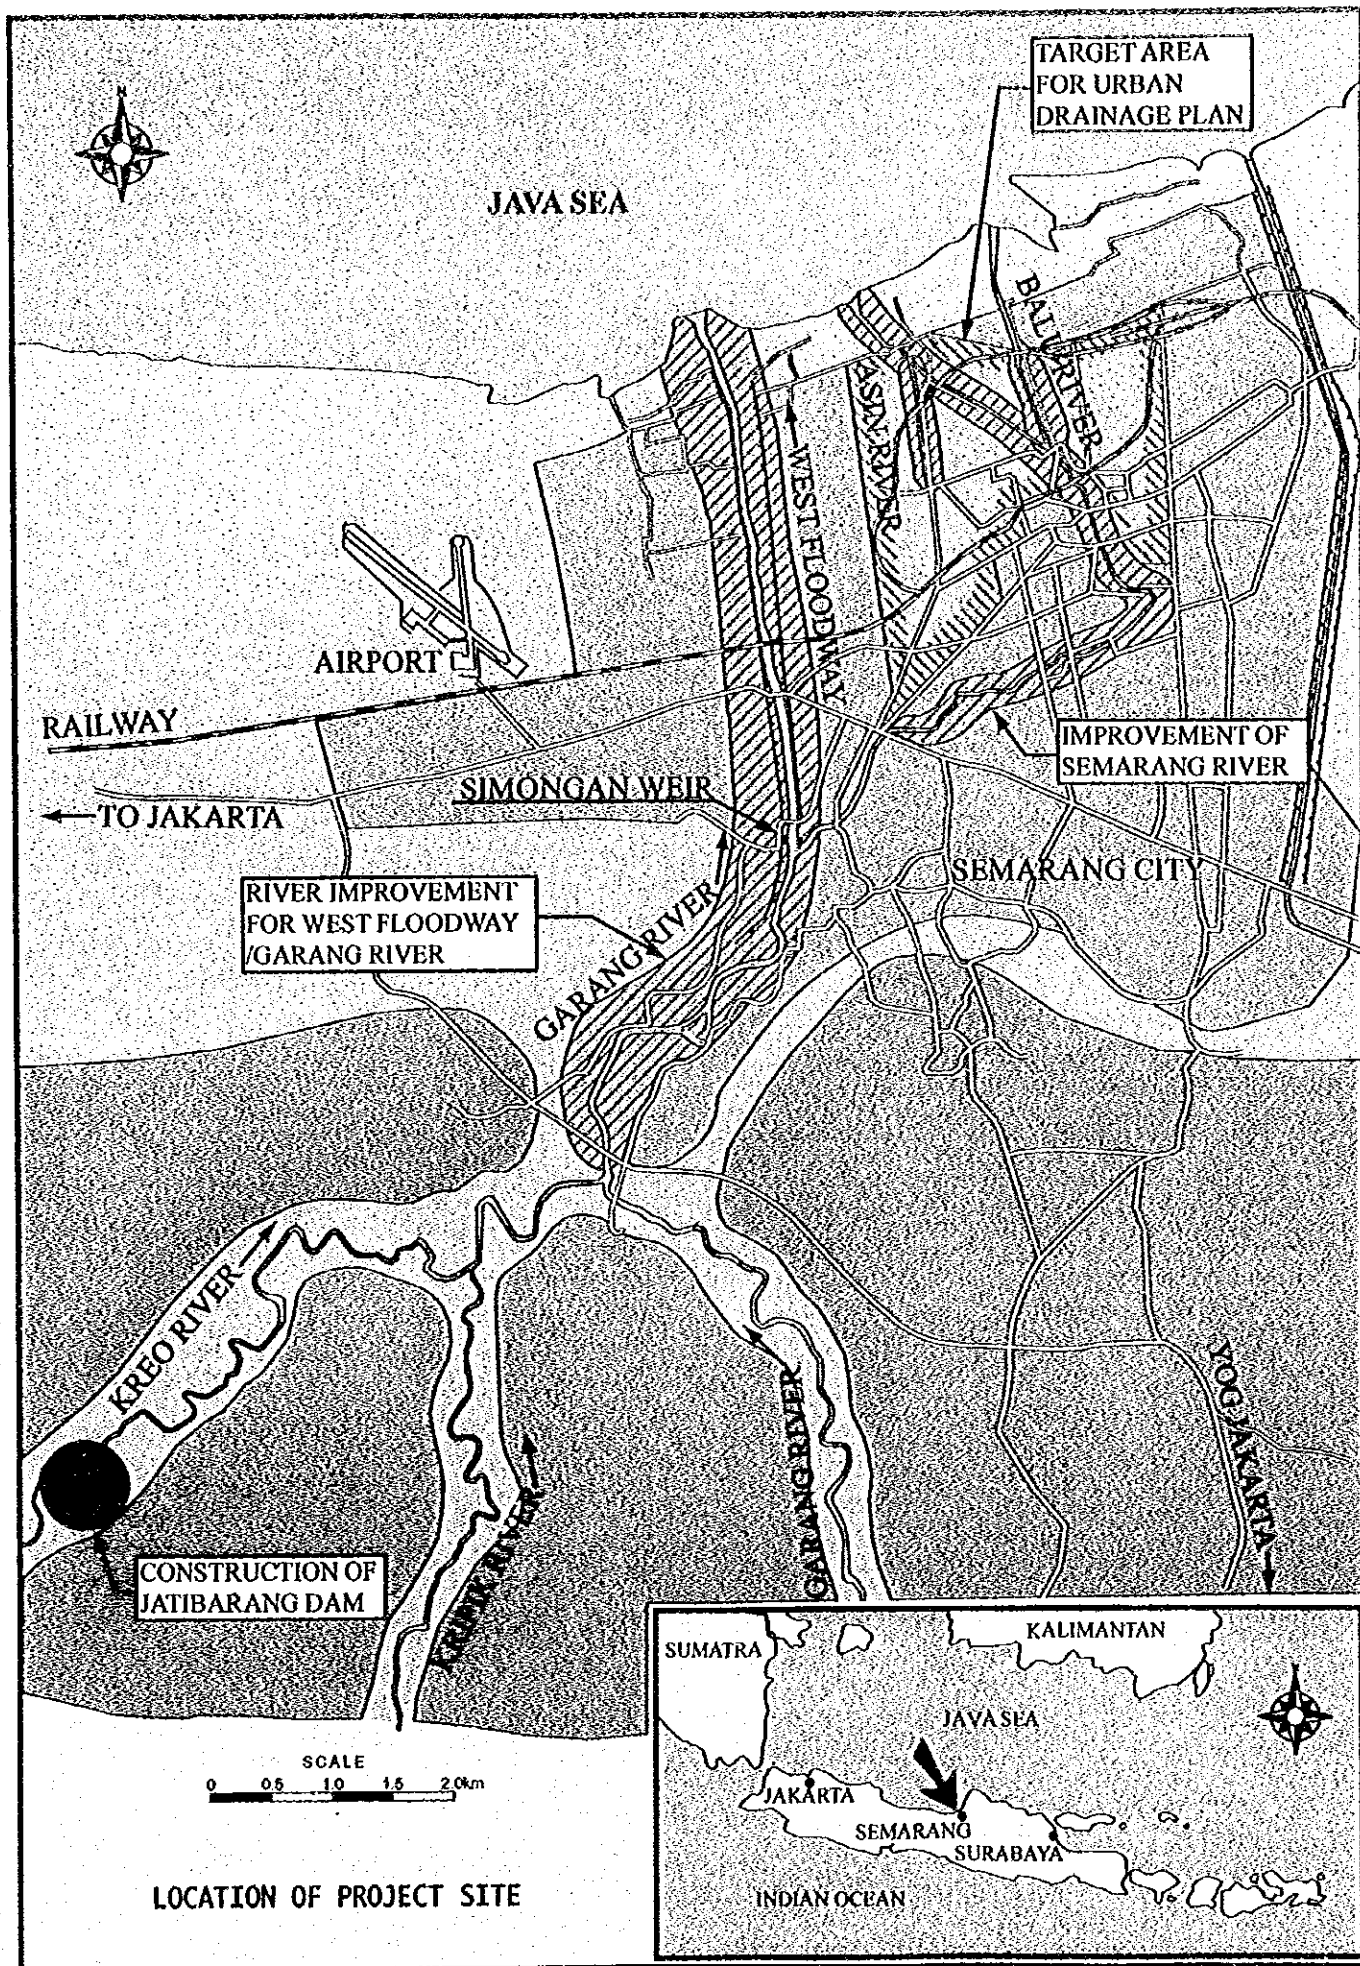 TARGET AREA
FOR URBAN
DRAINAGE PLAN
N
JAVA SEA
BALU RIVER
ASIN RIVER
WEST FLOODWAY
AIRPORT
RAILWAY
IMPROVEMENT OF
SEMARANG RIVER
SIMONGAN WEIR
TO JAKARTA
SEMARANG CITY
RIVER IMPROVEMENT
FOR WEST FLOODWAY
/GARANG RIVER
GARANG RIVER
KREO RIVER
YOGJAKARTA
GARANG RIVER
KRIPIK RIVER
CONSTRUCTION OF
JATIBARANG DAM
SUMATRA
KALIMANTAN
JAVA SEA
JAKARTA
SEMARANG
SURABAYA
INDIAN OCEAN
SCALE
0 0.5 1.0 1.5 2.0km
LOCATION OF PROJECT SITE